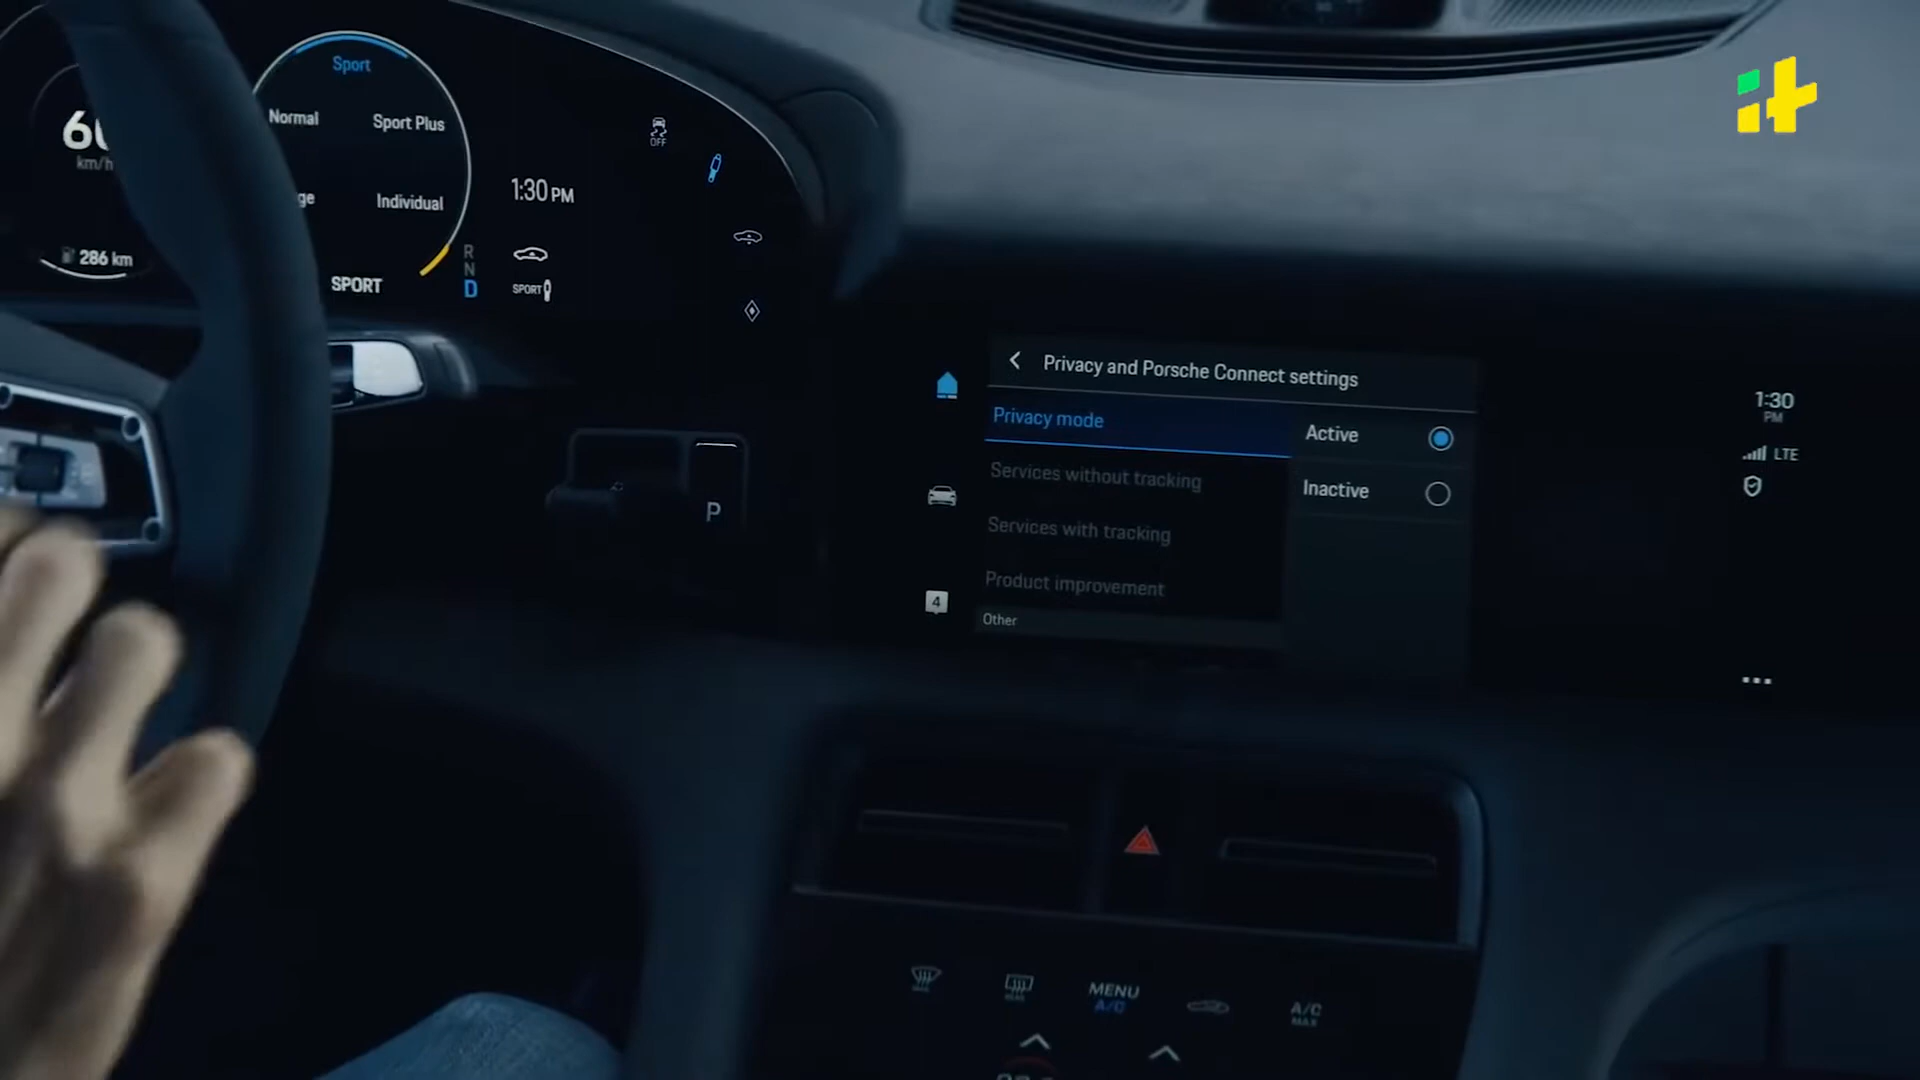 Sport
Normal
Sport Plus
km/h
Individual
286 km
SPORT
R
N
D
1:30 PM
SPORT
OFF
P
Privacy and Porsche Connect settings
Privacy mode
Services without tracking
Services with tracking
Product improvement
Other
Active
Inactive
4
1:30
PM
LTE
MENU
A/C
A/C
MAX